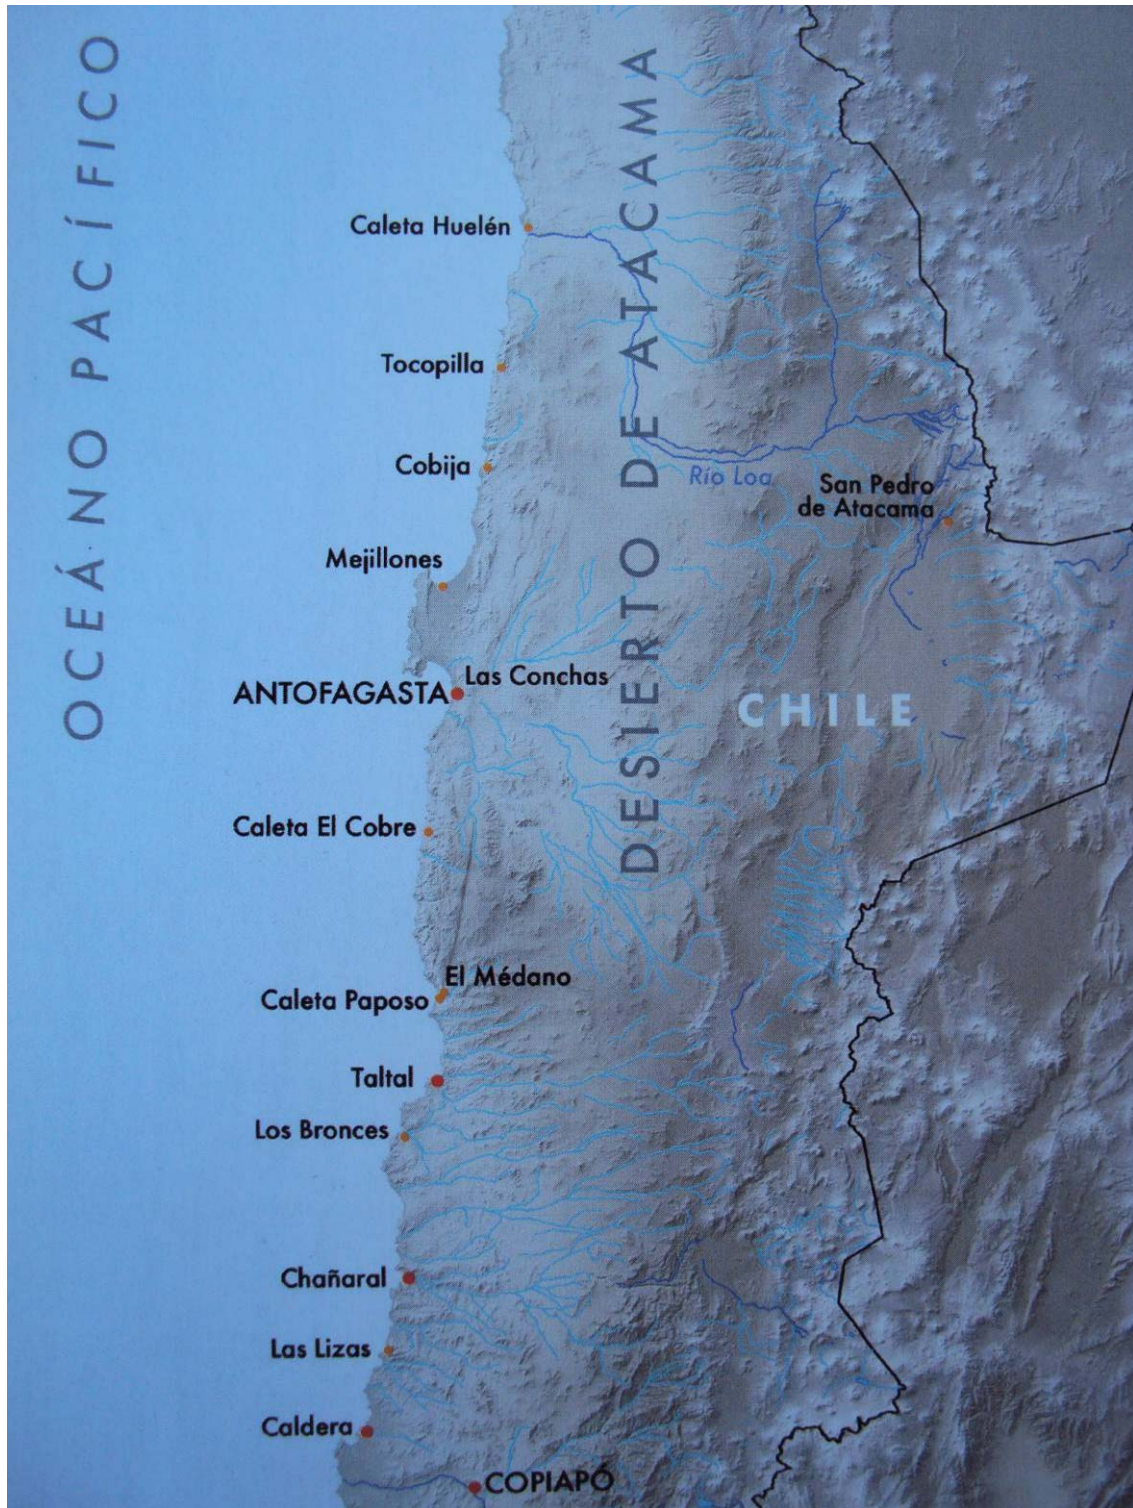 OCEÁNO PACÍFICO
DESIERTO DE ATACAMA
Caleta Huelén
Tocopilla
Cobija
Río Loa
San Pedro
de Atacama
Mejillones
Las Conchas
ANTOFAGASTA
CHILE
Caleta El Cobre
El Médano
Caleta Paposo
Taltal
Los Bronces
Chañaral
Las Lizas
Caldera
COPIAPÓ